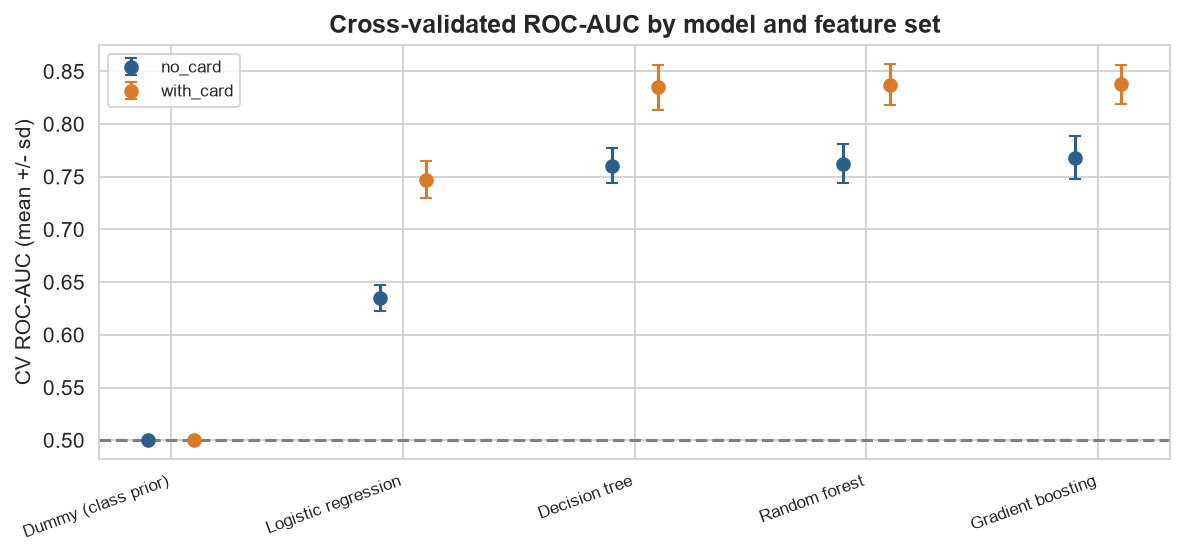 Cross-validated ROC-AUC by model and feature set
no_card
with_card
CV ROC-AUC (mean +/- sd)
0.85
0.80
0.75
0.70
0.65
0.60
0.55
0.50
Dummy (class prior)
Logistic regression
Decision tree
Random forest
Gradient boosting